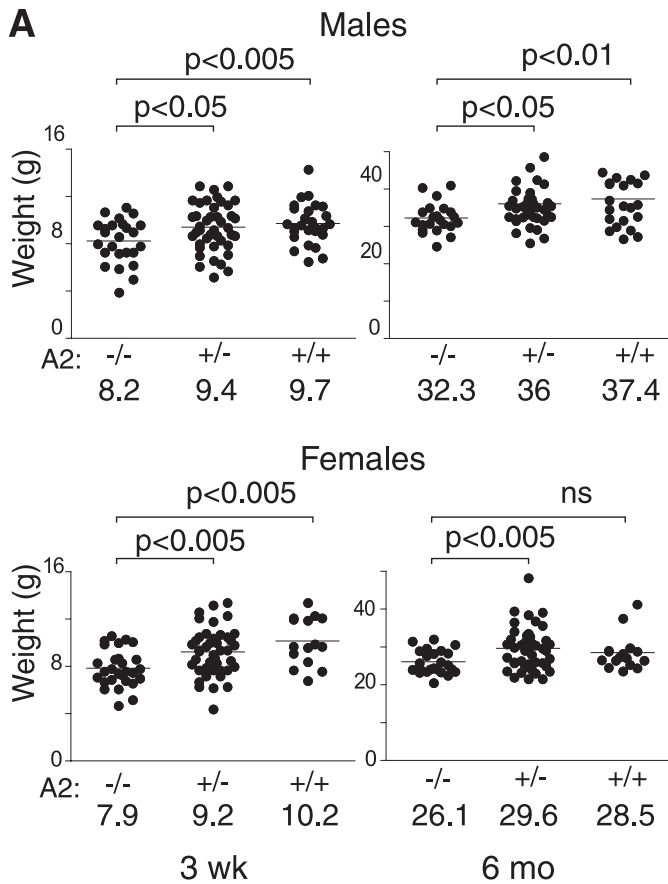 A Males
p<0.005 p<0.01
p<0.05 p<0.05
Weight (g)
16
8
0
40
20
0
A2: -/- +/- +/+ -/- +/- +/+
8.2 9.4 9.7 32.3 36 37.4
Females
p<0.005 ns
p<0.005 p<0.005
Weight (g)
16
8
0
40
20
0
A2: -/- +/- +/+ -/- +/- +/+
7.9 9.2 10.2 26.1 29.6 28.5
3 wk 6 mo